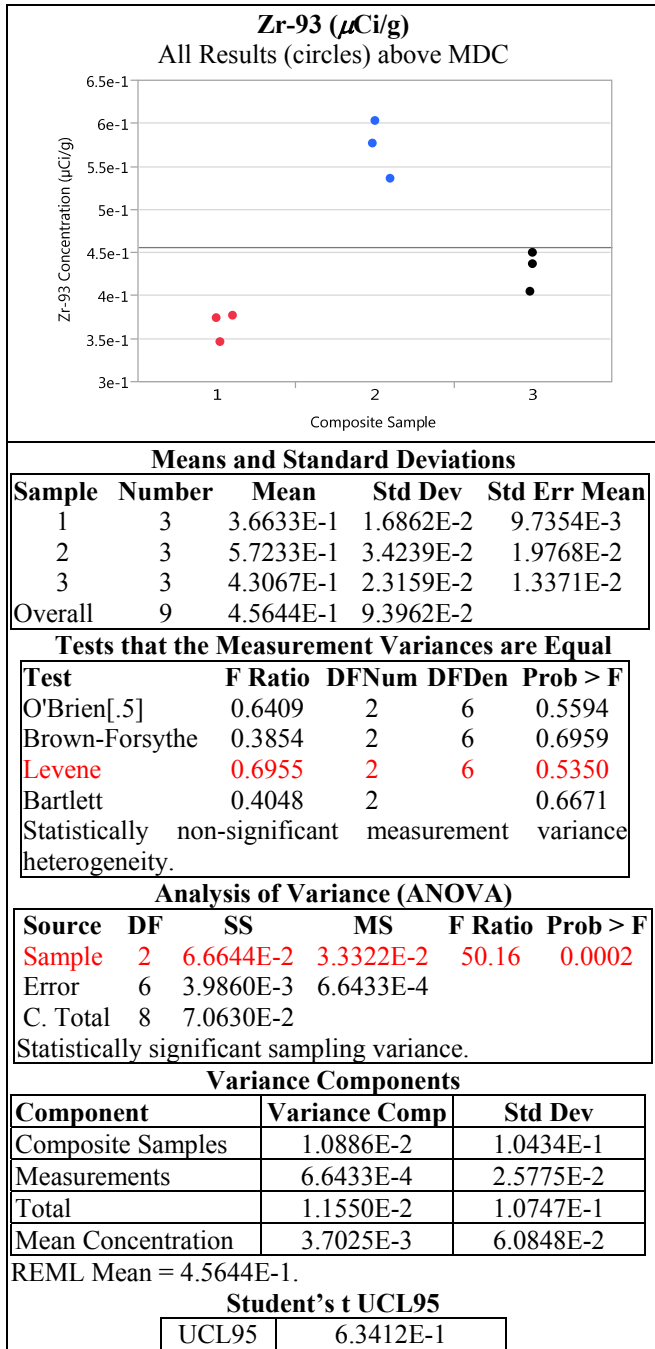 Zr-93 (μCi/g)
All Results (circles) above MDC
6.5e-1
6e-1
5.5e-1
5e-1
4.5e-1
4e-1
3.5e-1
3e-1
Zr-93 Concentration (μCi/g)
1 2 3
Composite Sample
Means and Standard Deviations
Sample Number Mean Std Dev Std Err Mean
1 3 3.6633E-1 1.6862E-2 9.7354E-3
2 3 5.7233E-1 3.4239E-2 1.9768E-2
3 3 4.3067E-1 2.3159E-2 1.3371E-2
Overall 9 4.5644E-1 9.3962E-2
Tests that the Measurement Variances are Equal
Test F Ratio DFNum DFDen Prob > F
O'Brien[.5] 0.6409 2 6 0.5594
Brown-Forsythe 0.3854 2 6 0.6959
Levene 0.6955 2 6 0.5350
Bartlett 0.4048 2 0.6671
Statistically non-significant measurement variance
heterogeneity.
Analysis of Variance (ANOVA)
Source DF SS MS F Ratio Prob > F
Sample 2 6.6644E-2 3.3322E-2 50.16 0.0002
Error 6 3.9860E-3 6.6433E-4
C. Total 8 7.0630E-2
Statistically significant sampling variance.
Variance Components
Component Variance Comp Std Dev
Composite Samples 1.0886E-2 1.0434E-1
Measurements 6.6433E-4 2.5775E-2
Total 1.1550E-2 1.0747E-1
Mean Concentration 3.7025E-3 6.0848E-2
REML Mean = 4.5644E-1.
Student’s t UCL95
UCL95 6.3412E-1